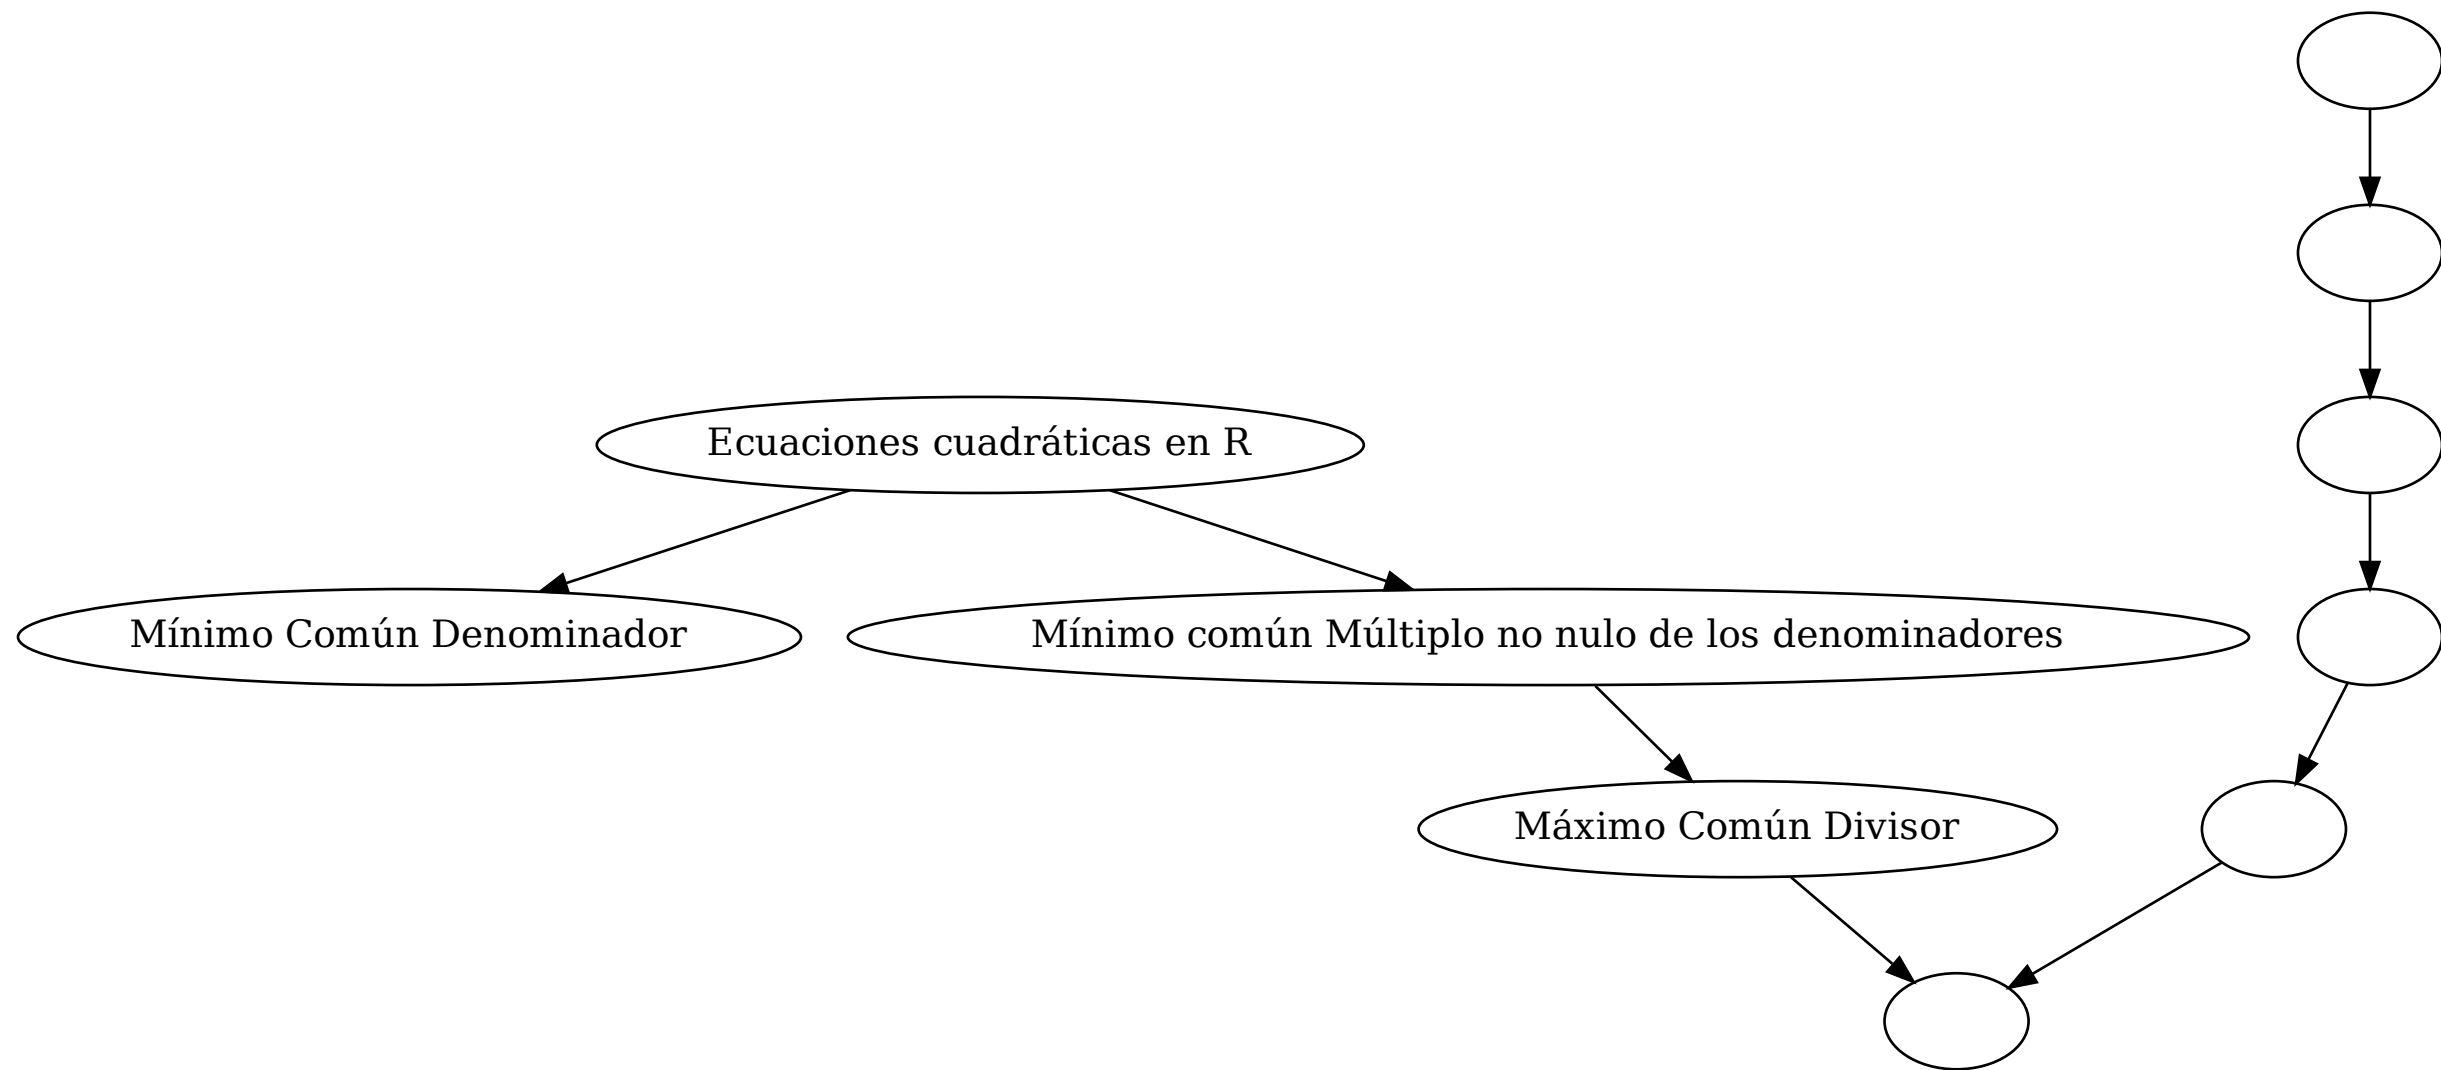 Ecuaciones cuadráticas en R
Mínimo Común Denominador
Mínimo común Múltiplo no nulo de los denominadores
Máximo Común Divisor